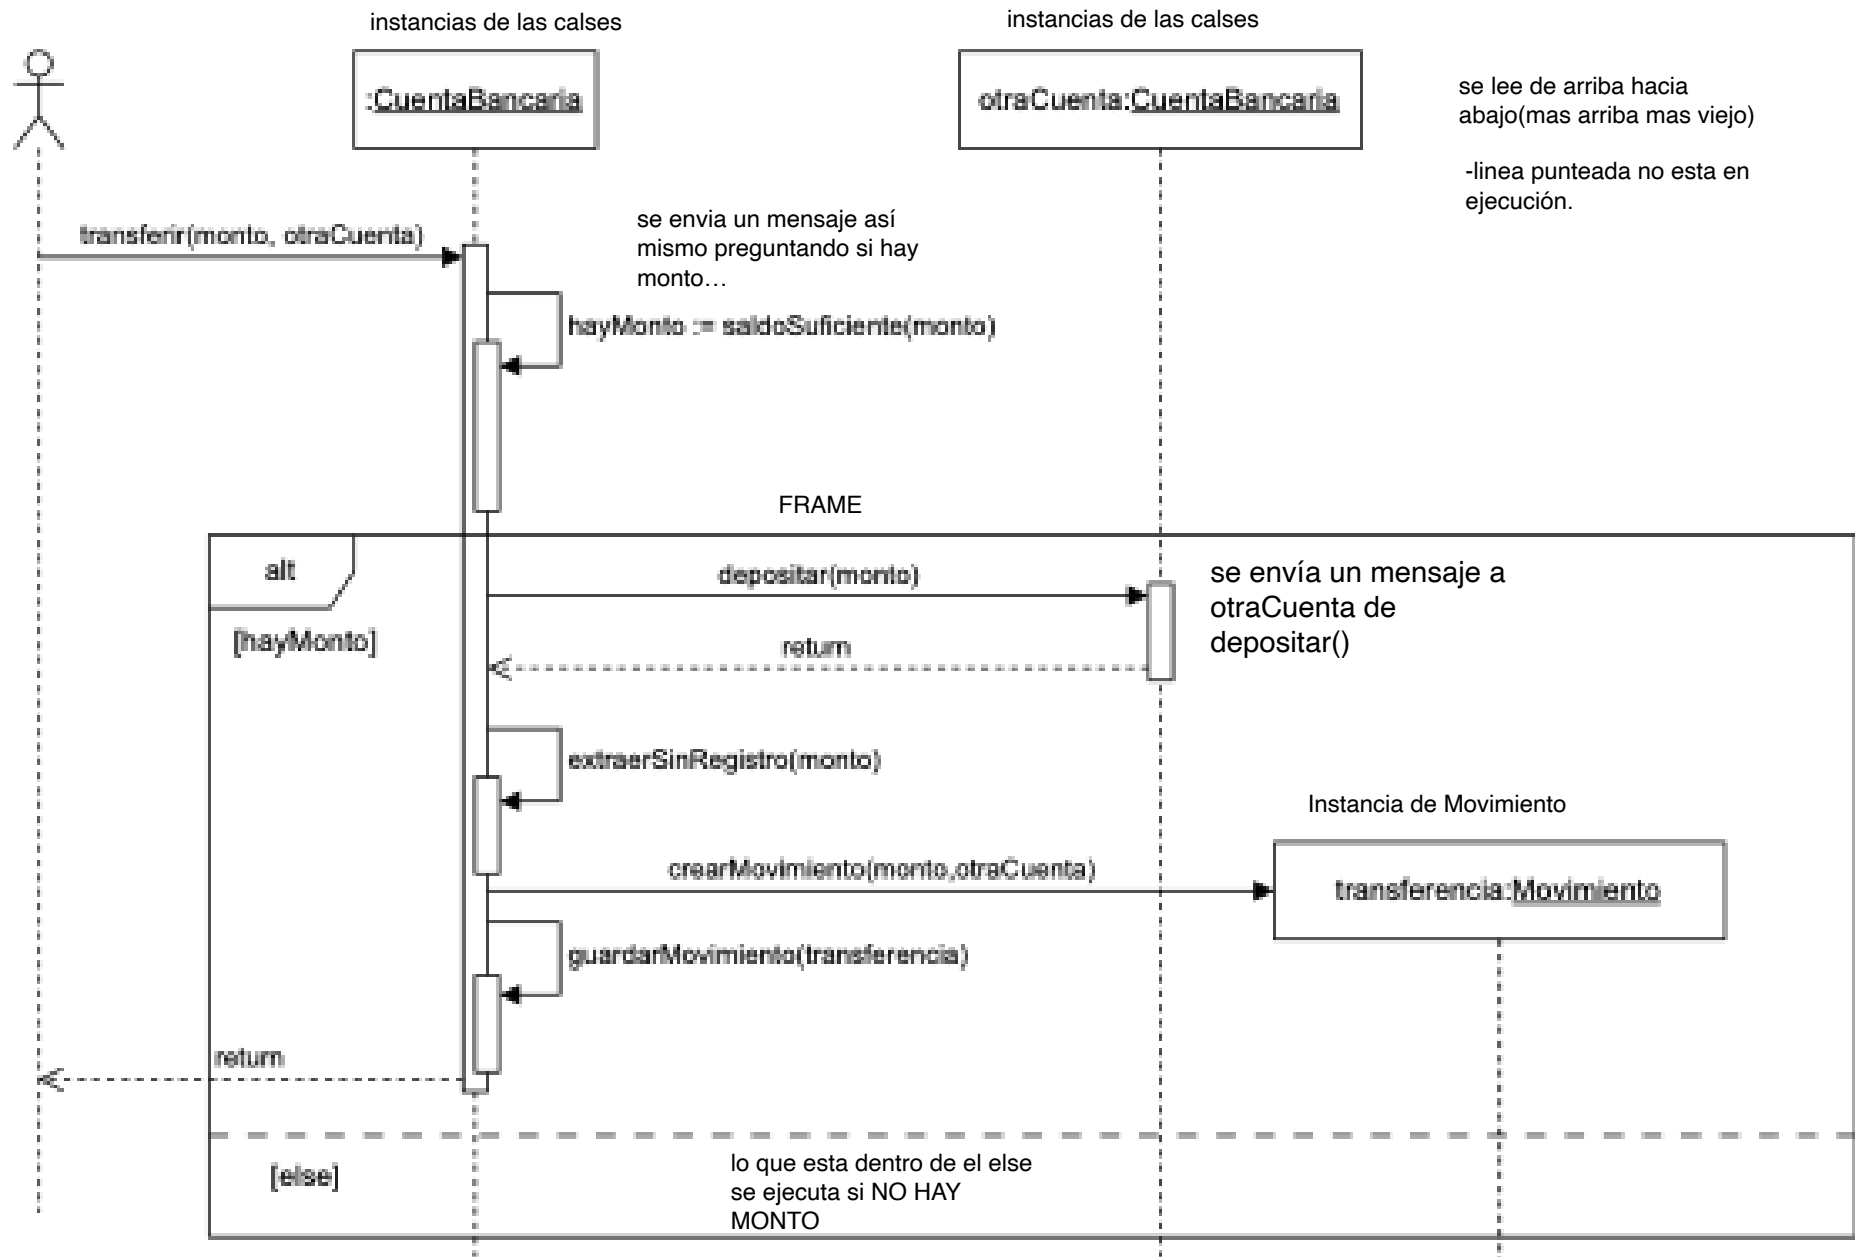 instancias de las calses
instancias de las calses
:CuentaBancaria
otraCuenta:CuentaBancaria
se lee de arriba hacia
abajo(mas arriba mas viejo)
-linea punteada no esta en
ejecución.
transferir(monto, otraCuenta)
se envia un mensaje así
mismo preguntando si hay
monto…
hayMonto := saldoSuficiente(monto)
FRAME
alt
[hayMonto]
depositar(monto)
se envía un mensaje a
otraCuenta de
depositar()
return
extraerSinRegistro(monto)
Instancia de Movimiento
crearMovimiento(monto,otraCuenta)
transferencia:Movimiento
guardarMovimiento(transferencia)
return
[else]
lo que esta dentro de el else
se ejecuta si NO HAY
MONTO